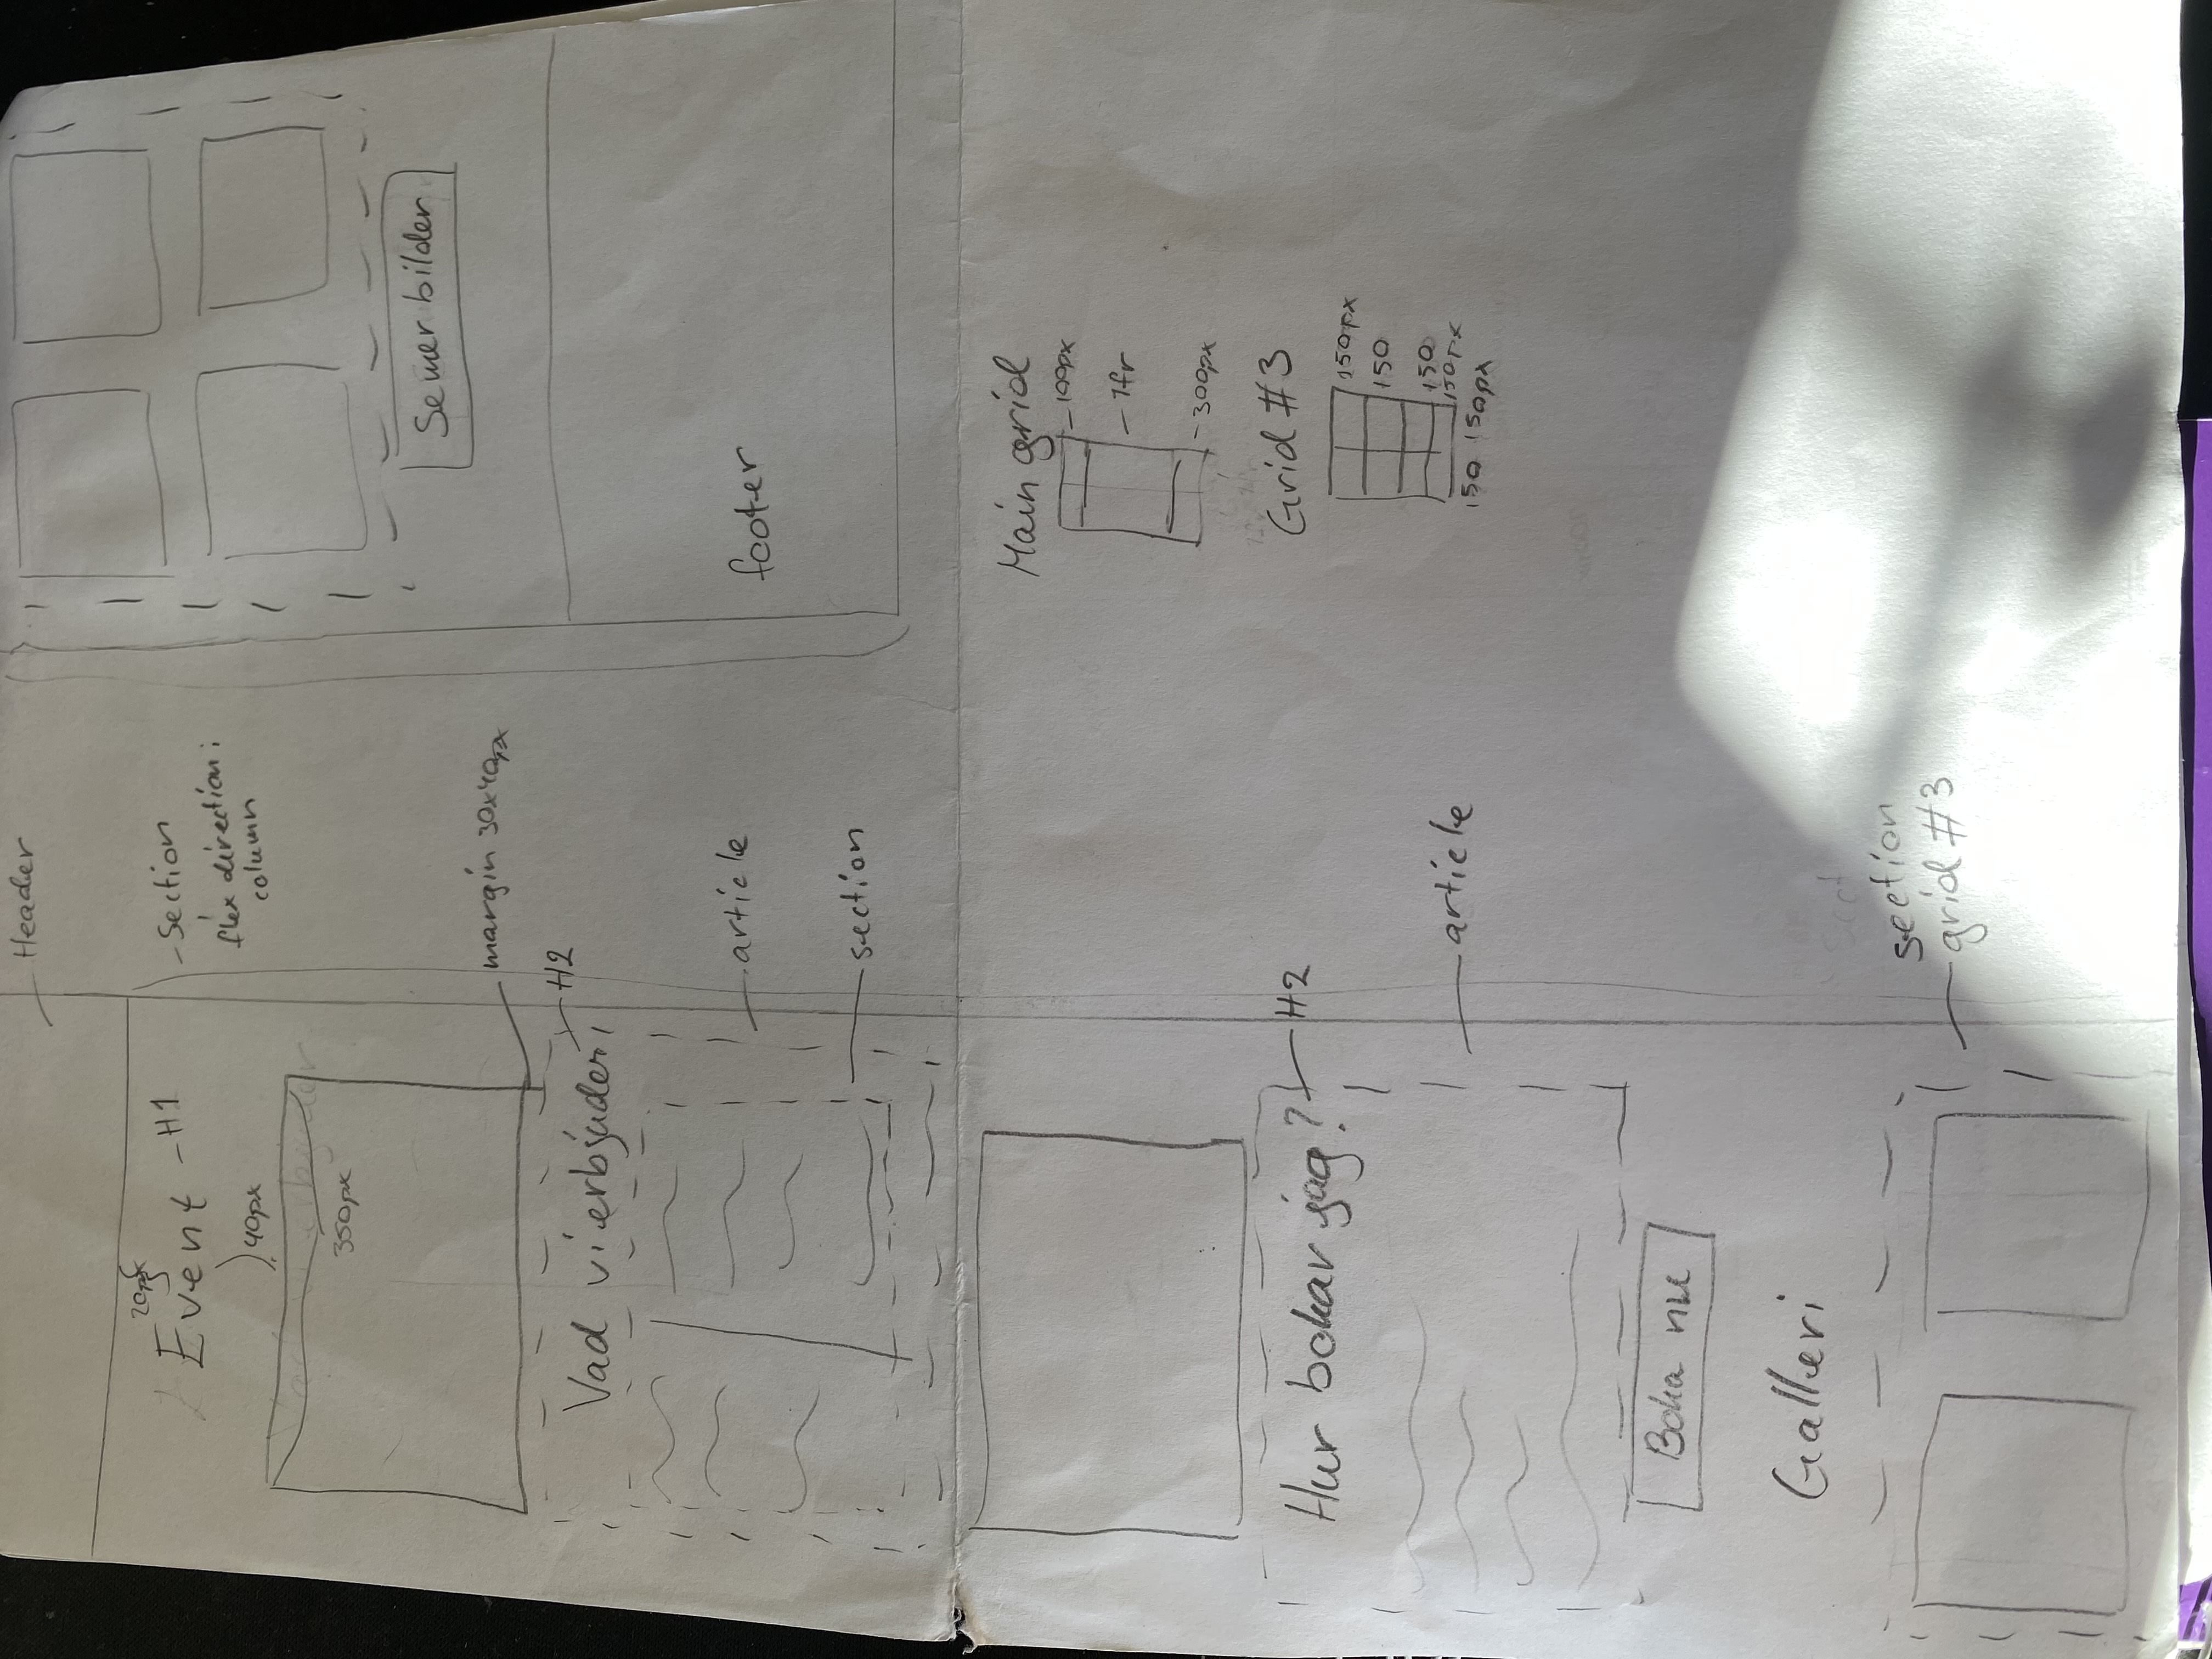 Header
20px
Event - H1
- Section
flex direction:
column
40px
350px
margin 30x40px
H2
Vad vi erbjuder
article
section
Hur bokar jag?
H2
article
Boka nu
Galleri
section
grid #3
Se mer bilder
footer
Main grid
- 100px
- 1fr
- 300px
Grid #3
150px
150
150
150px
150 150px